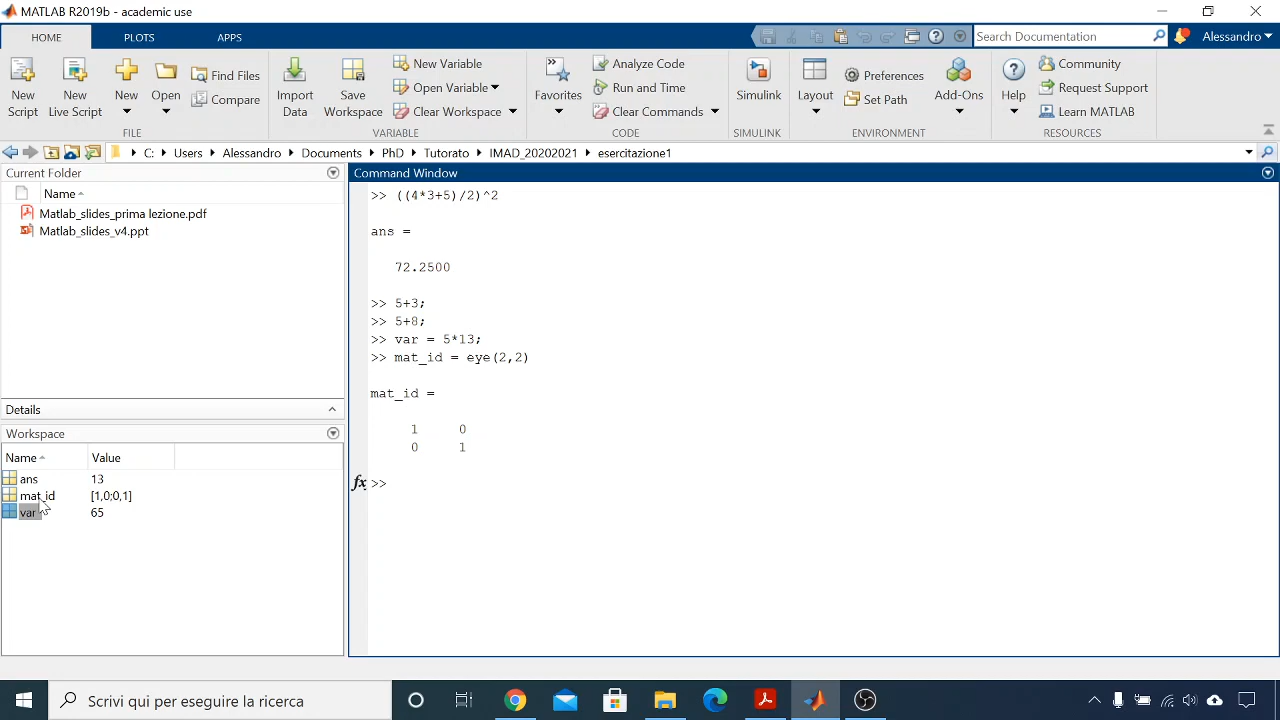 MATLAB R2019b - academic use
HOME PLOTS APPS
Search Documentation
Alessandro
New Script
New Live Script
New
Open
Find Files
Compare
FILE
Import Data
Save Workspace
New Variable
Open Variable
Clear Workspace
VARIABLE
Favorites
Analyze Code
Run and Time
Clear Commands
CODE
Simulink
SIMULINK
Layout
Preferences
Set Path
Add-Ons
ENVIRONMENT
Help
Community
Request Support
Learn MATLAB
RESOURCES
C: Users Alessandro Documents PhD Tutorato IMAD_20202021 esercitazione1
Current Folder
Name
Matlab_slides_prima lezione.pdf
Matlab_slides_v4.ppt
Details
Workspace
Name Value
ans 13
mat_id [1,0;0,1]
var 65
Command Window
>> ((4*3+5)/2)^2
ans =
72.2500
>> 5+3;
>> 5+8;
>> var = 5*13;
>> mat_id = eye(2,2)
mat_id =
1 0
0 1
fx >>
Scrivi qui per eseguire la ricerca